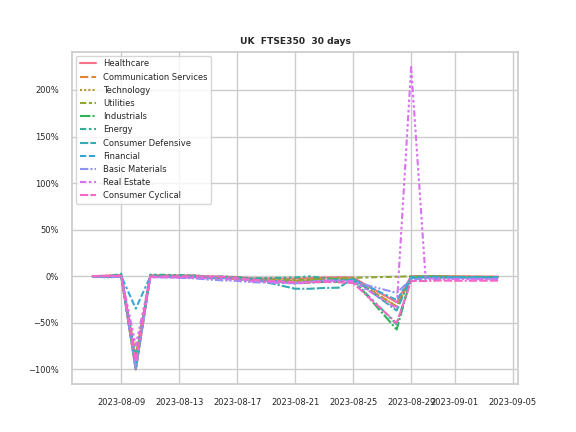 UK FTSE350 30 days
Healthcare
Communication Services
Technology
Utilities
Industrials
Energy
Consumer Defensive
Financial
Basic Materials
Real Estate
Consumer Cyclical
200%
150%
100%
50%
0%
−50%
−100%
2023-08-09 2023-08-13 2023-08-17 2023-08-21 2023-08-25 2023-08-29 2023-09-01 2023-09-05